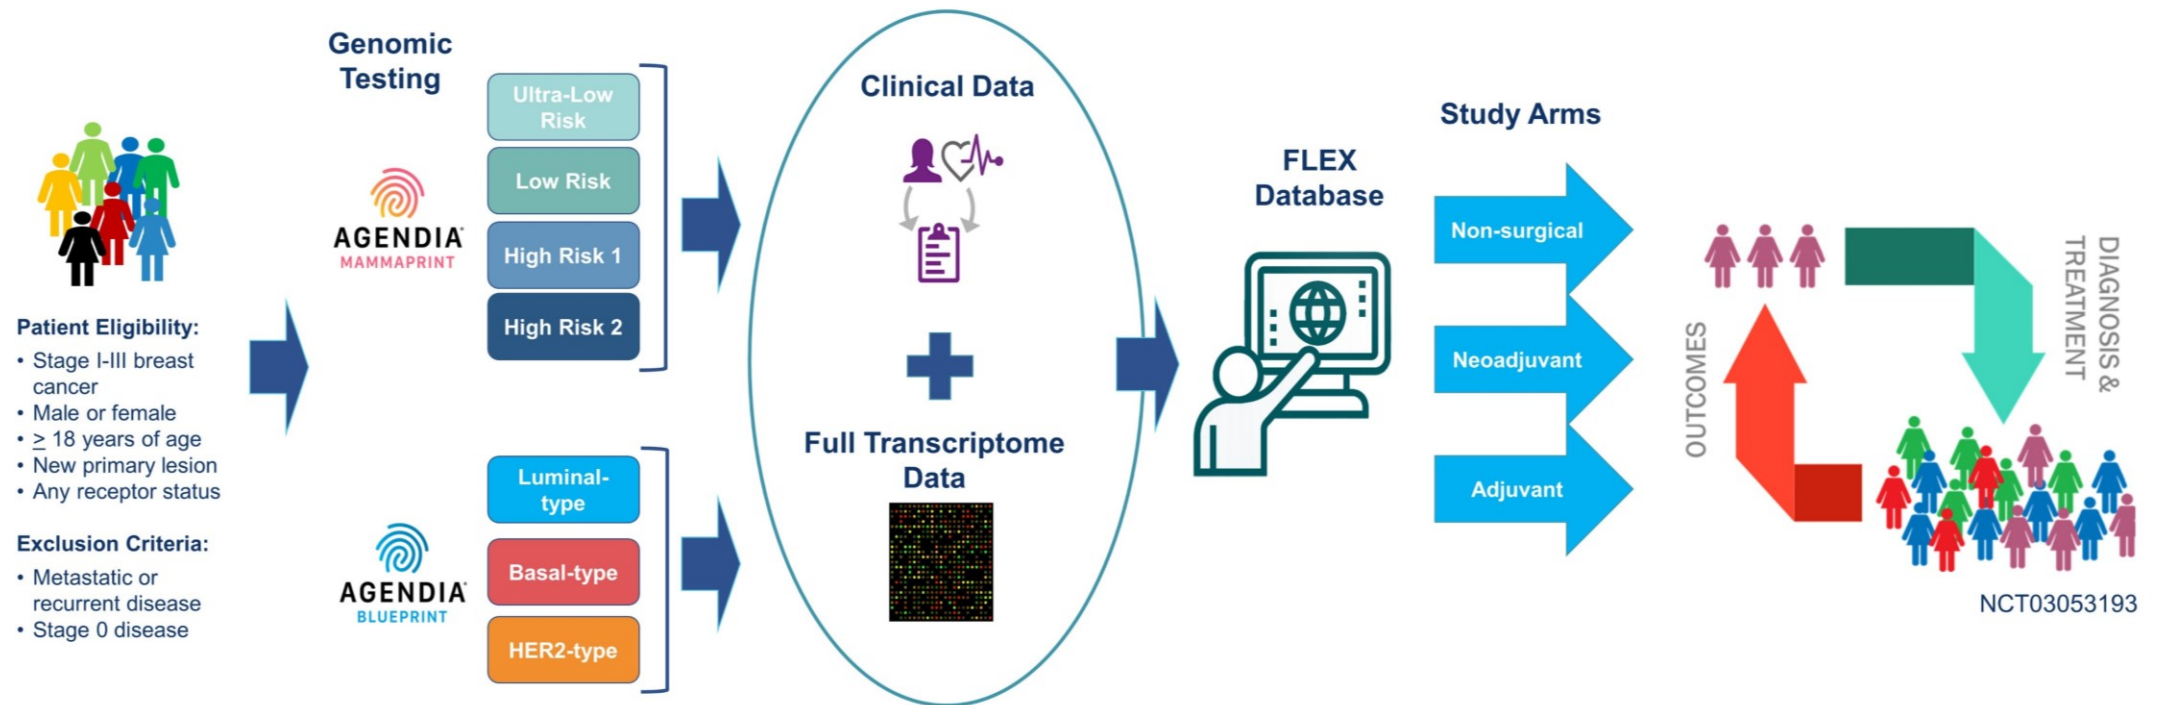 Genomic
Testing
Patient Eligibility:
• Stage I-III breast
cancer
• Male or female
• ≥ 18 years of age
• New primary lesion
• Any receptor status
Exclusion Criteria:
• Metastatic or
recurrent disease
• Stage 0 disease
AGENDIA
MAMMAPRINT
Ultra-Low
Risk
Low Risk
High Risk 1
High Risk 2
AGENDIA
BLUEPRINT
Luminal-
type
Basal-type
HER2-type
Clinical Data
Full Transcriptome
Data
FLEX
Database
Study Arms
Non-surgical
Neoadjuvant
Adjuvant
DIAGNOSIS &
TREATMENT
OUTCOMES
NCT03053193